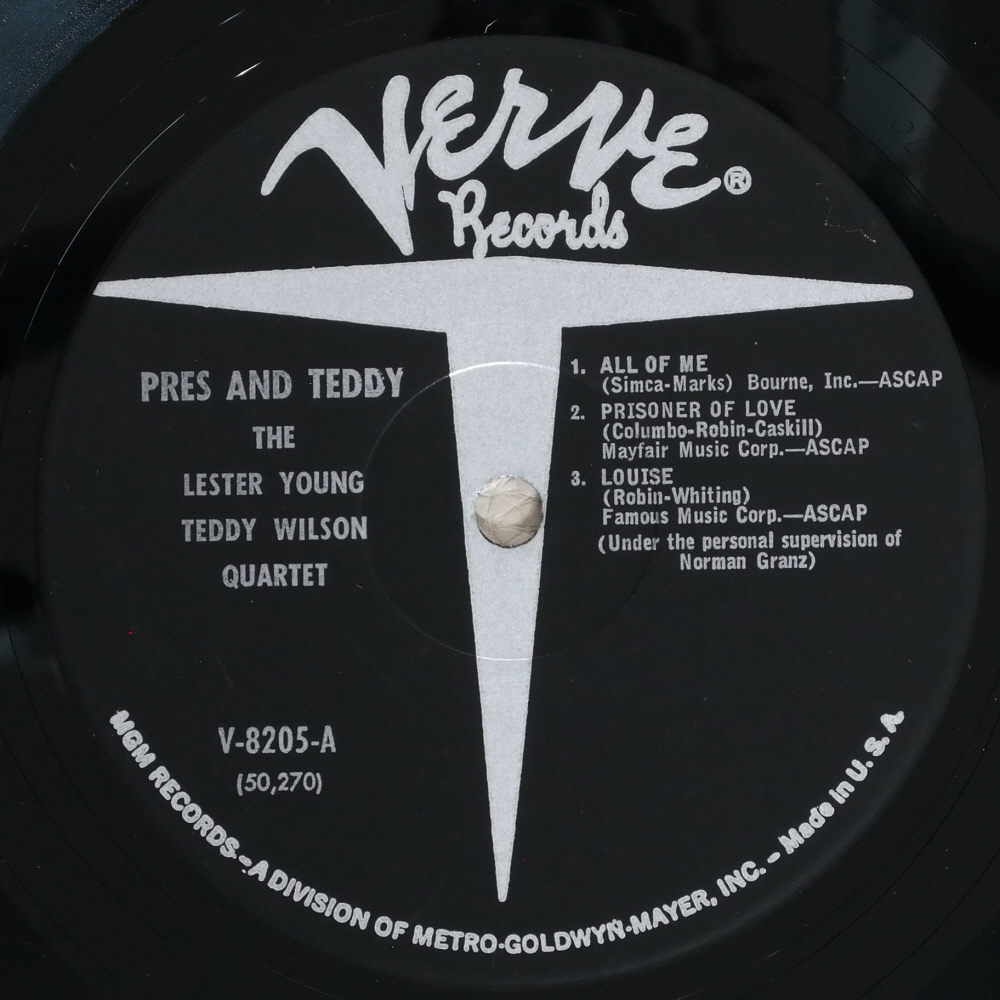 Verve ®
Records
PRES AND TEDDY
THE
LESTER YOUNG
TEDDY WILSON
QUARTET
1. ALL OF ME
(Simca-Marks) Bourne, Inc.—ASCAP
2. PRISONER OF LOVE
(Columbo-Robin-Caskill)
Mayfair Music Corp.—ASCAP
3. LOUISE
(Robin-Whiting)
Famous Music Corp.—ASCAP
(Under the personal supervision of
Norman Granz)
V-8205-A
(50,270)
MGM RECORDS - A DIVISION OF METRO-GOLDWYN-MAYER, INC. - Made in U. S. A.